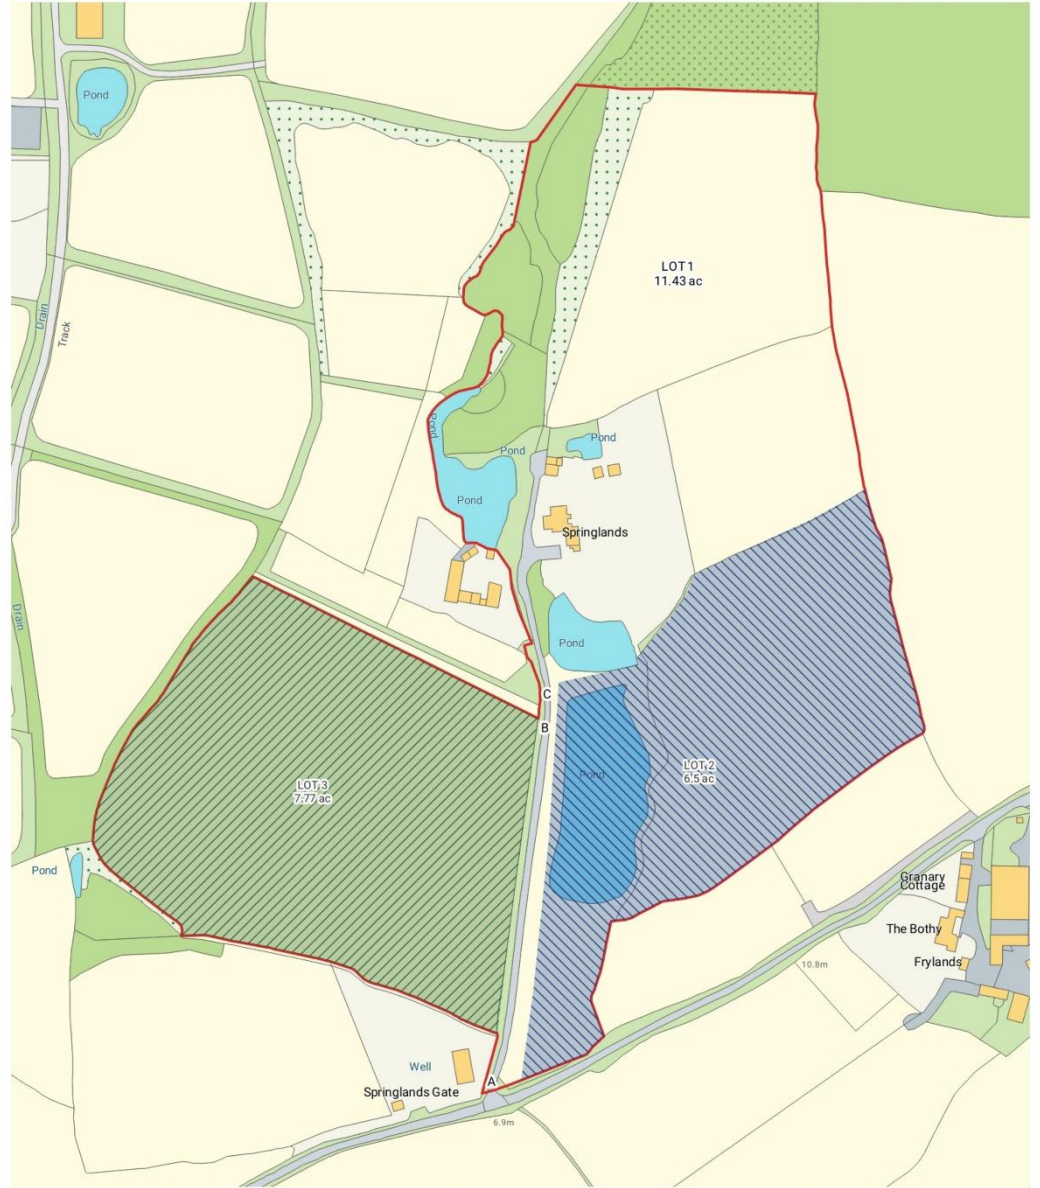 Pond
LOT 1
11.43 ac
Drain
Track
Pond
Pond
Pond
Pond
Springlands
Drain
Pond
C
B
LOT 3
7.77 ac
Pond
LOT 2
6.5 ac
Pond
Granary
Cottage
The Bothy
Frylands
10.8m
Well
A
Springlands Gate
6.9m